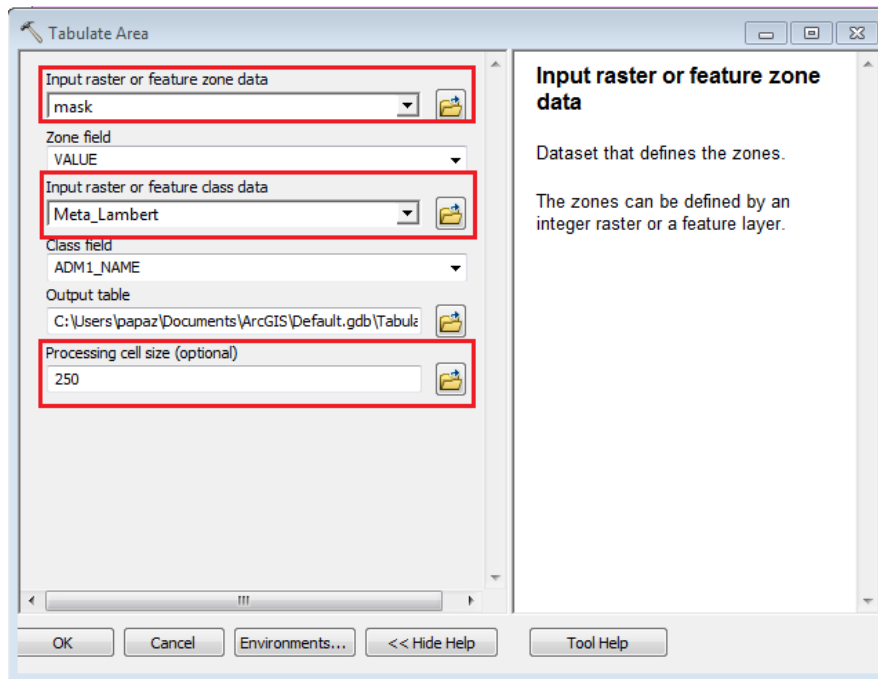 Tabulate Area
Input raster or feature zone data
mask
Zone field
VALUE
Input raster or feature class data
Meta_Lambert
Class field
ADM1_NAME
Output table
C:\Users\papaz\Documents\ArcGIS\Default.gdb\Tabula
Processing cell size (optional)
250
Input raster or feature zone
data
Dataset that defines the zones.
The zones can be defined by an
integer raster or a feature layer.
OK
Cancel
Environments...
<< Hide Help
Tool Help